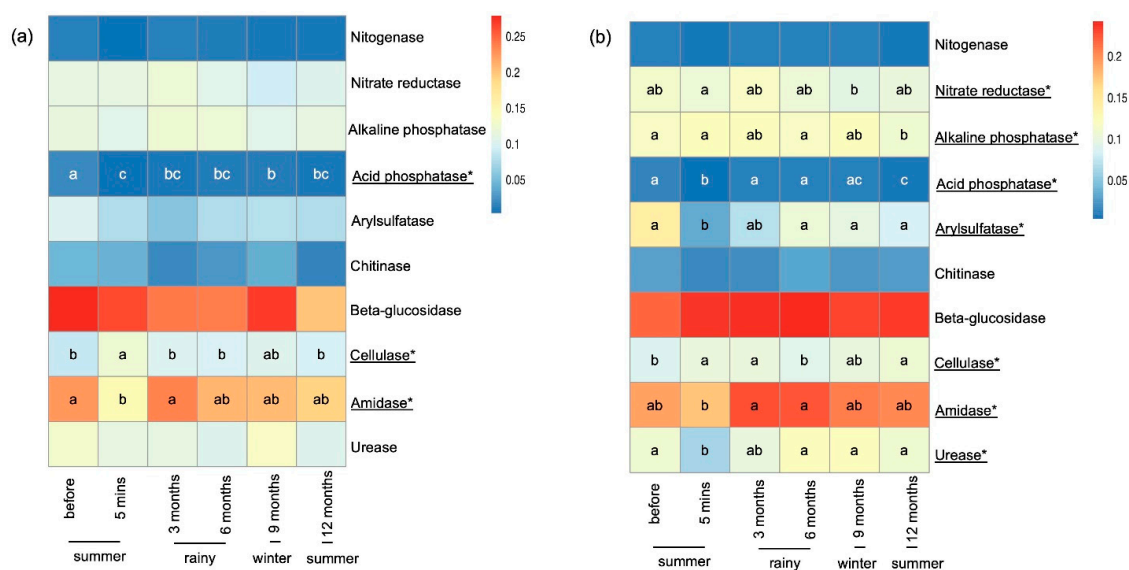 (a)
Nitogenase
Nitrate reductase
Alkaline phosphatase
a c bc bc b bc Acid phosphatase*
Arylsulfatase
Chitinase
Beta-glucosidase
b a b b ab b Cellulase*
a b a ab ab ab Amidase*
Urease
0.25
0.2
0.15
0.1
0.05
before
5 mins
3 months
6 months
9 months
12 months
summer
rainy
winter
summer
(b)
Nitogenase
ab a ab ab b ab Nitrate reductase*
a a ab a ab b Alkaline phosphatase*
a b a a ac c Acid phosphatase*
a b ab a a a Arylsulfatase*
Chitinase
Beta-glucosidase
b a a b ab a Cellulase*
ab b a a ab ab Amidase*
a b ab a a a Urease*
0.2
0.15
0.1
0.05
before
5 mins
3 months
6 months
9 months
12 months
summer
rainy
winter
summer